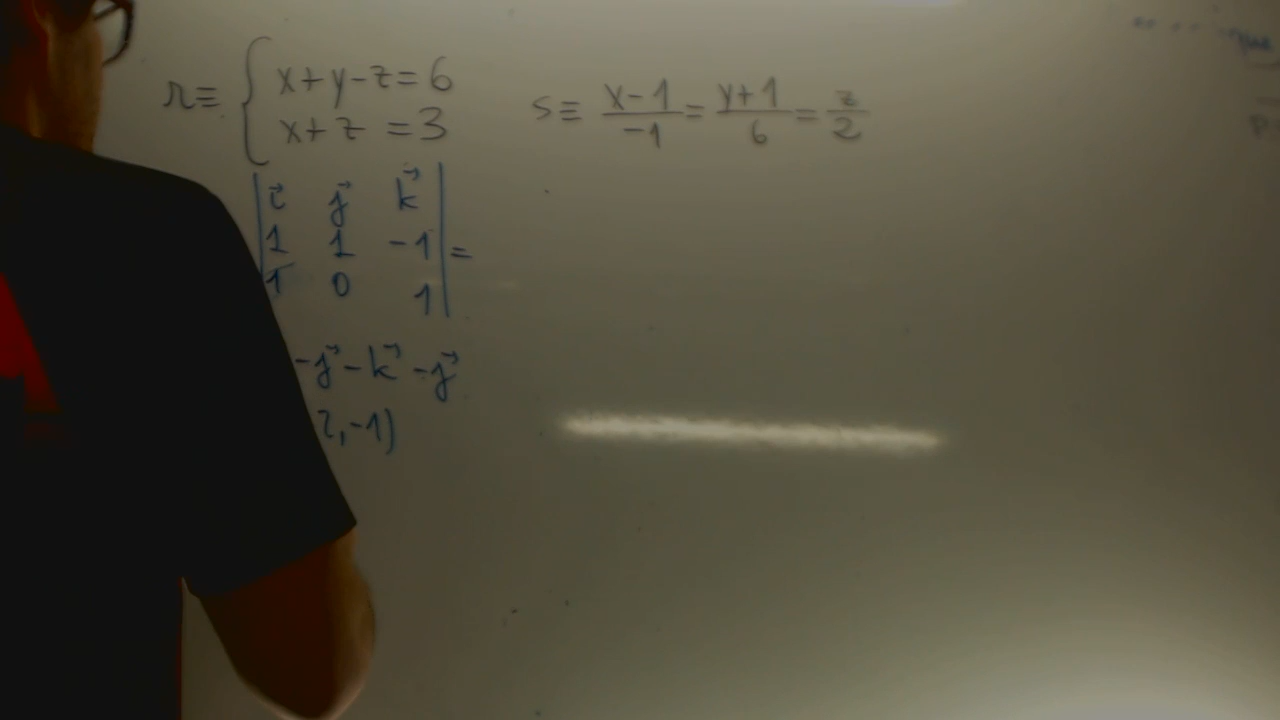 r≡ { x+y-z=6
x+z =3
s≡ x-1/-1 = y+1/6 = z/2
| i⃗ j⃗ k⃗ |
| 1 1 -1 | =
| 1 0 1 |
-j⃗-k⃗-j⃗
2,-1)